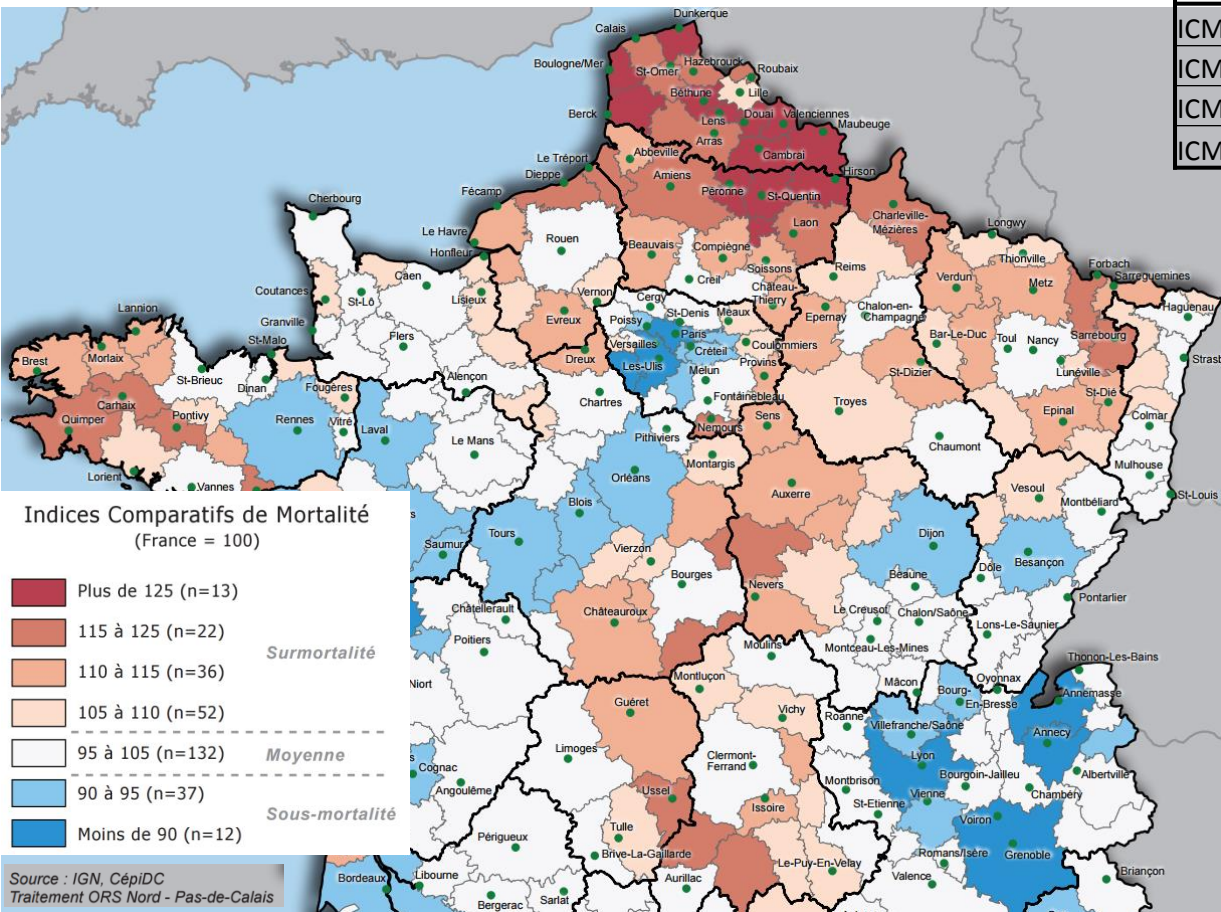 Dunkerque
ICM
Calais
ICM
Boulogne/Mer
St-Omer
Hazebrouck
Roubaix
ICM
Béthune
Lille
Berck
Lens
Douai
Valenciennes
Maubeuge
ICM
Arras
Cambrai
Abbeville
Le Tréport
Dieppe
Amiens
Péronne
St-Quentin
Hirson
Fécamp
Cherbourg
Charleville-
Mézières
Laon
Longwy
Le Havre
Honfleur
Rouen
Beauvais
Compiègne
Creil
Soissons
Reims
Thionville
Verdun
Metz
Forbach
Sarreguemines
Caen
Coutances
St-Lô
Lisieux
Vernon
Cergy
Château-
Thierry
Epernay
Chalon-en-
Champagne
Haguenau
Lannion
Granville
Flers
Evreux
Poissy
St-Denis
Meaux
Paris
Bar-Le-Duc
Toul
Nancy
Sarrebourg
Strasb
St-Malo
Versailles
Créteil
Coulommiers
Brest
Morlaix
Dreux
Les-Ulis
Melun
Provins
St-Dizier
Lunéville
St-Brieuc
Dinan
Alençon
Fougères
Chartres
Fontainebleau
Carhaix
Quimper
Pontivy
Rennes
Vitré
Laval
Le Mans
Pithiviers
Nemours
Sens
Troyes
Epinal
St-Dié
Colmar
Chaumont
Lorient
Vannes
Montargis
Mulhouse
Orléans
Auxerre
Vesoul
Montbéliard
St-Louis
Indices Comparatifs de Mortalité
(France = 100)
Blois
Tours
Saumur
Vierzon
Dijon
Besançon
Bourges
Beaune
Dôle
Plus de 125 (n=13)
Châtellerault
Châteauroux
Nevers
Le Creusot
Chalon/Saône
Pontarlier
115 à 125 (n=22)
Surmortalité
Poitiers
Montceau-Les-Mines
Lons-Le-Saunier
Moulins
Thonon-Les-Bains
110 à 115 (n=36)
Niort
Montluçon
Mâcon
Bourg-
En-Bresse
Oyonnax
Annemasse
105 à 110 (n=52)
Guéret
Vichy
Roanne
Villefranche/Saône
Annecy
95 à 105 (n=132)
Moyenne
Limoges
Clermont-
Ferrand
Lyon
Cognac
Angoulême
Montbrison
Bourgoin-Jailleu
Albertville
90 à 95 (n=37)
Sous-mortalité
Ussel
Issoire
St-Etienne
Vienne
Chambéry
Moins de 90 (n=12)
Périgueux
Tulle
Voiron
Brive-La-Gaillarde
Le-Puy-En-Velay
Romans/Isère
Grenoble
Source : IGN, CépiDC
Traitement ORS Nord - Pas-de-Calais
Bordeaux
Libourne
Bergerac
Sarlat
Aurillac
Valence
Briançon